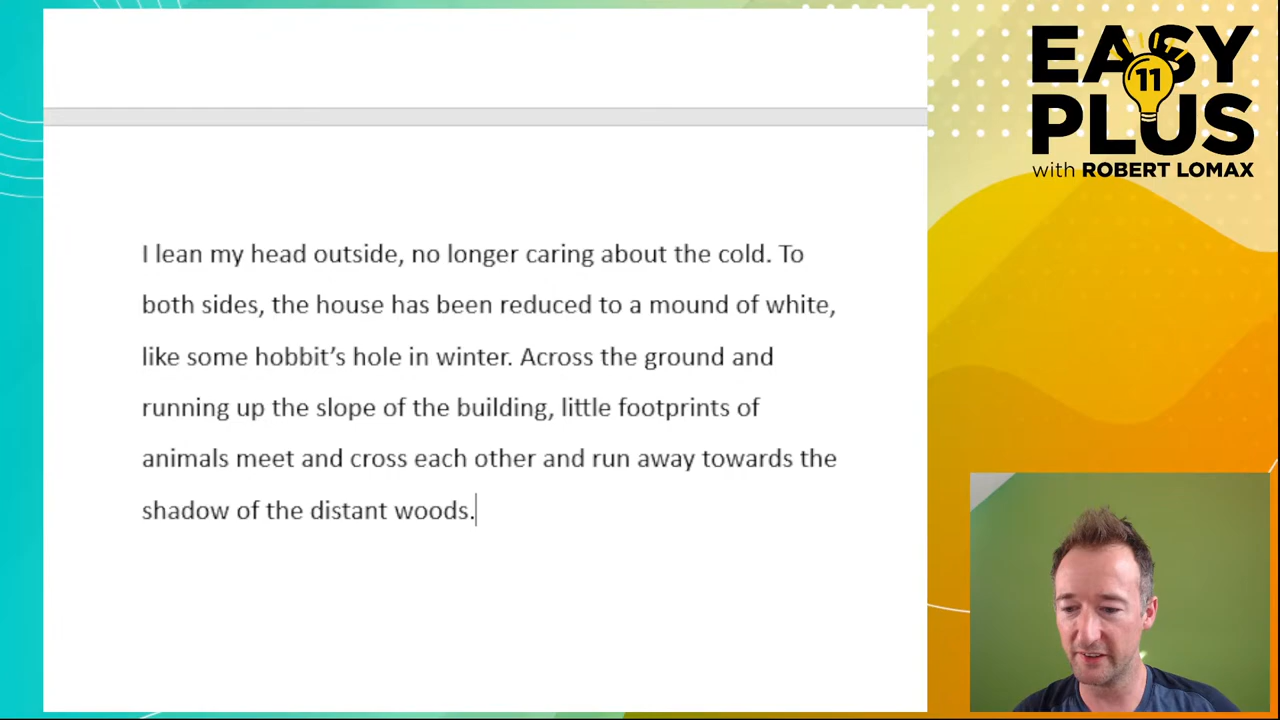 I lean my head outside, no longer caring about the cold. To
both sides, the house has been reduced to a mound of white,
like some hobbit’s hole in winter. Across the ground and
running up the slope of the building, little footprints of
animals meet and cross each other and run away towards the
shadow of the distant woods.
EASY
11
PLUS
with ROBERT LOMAX